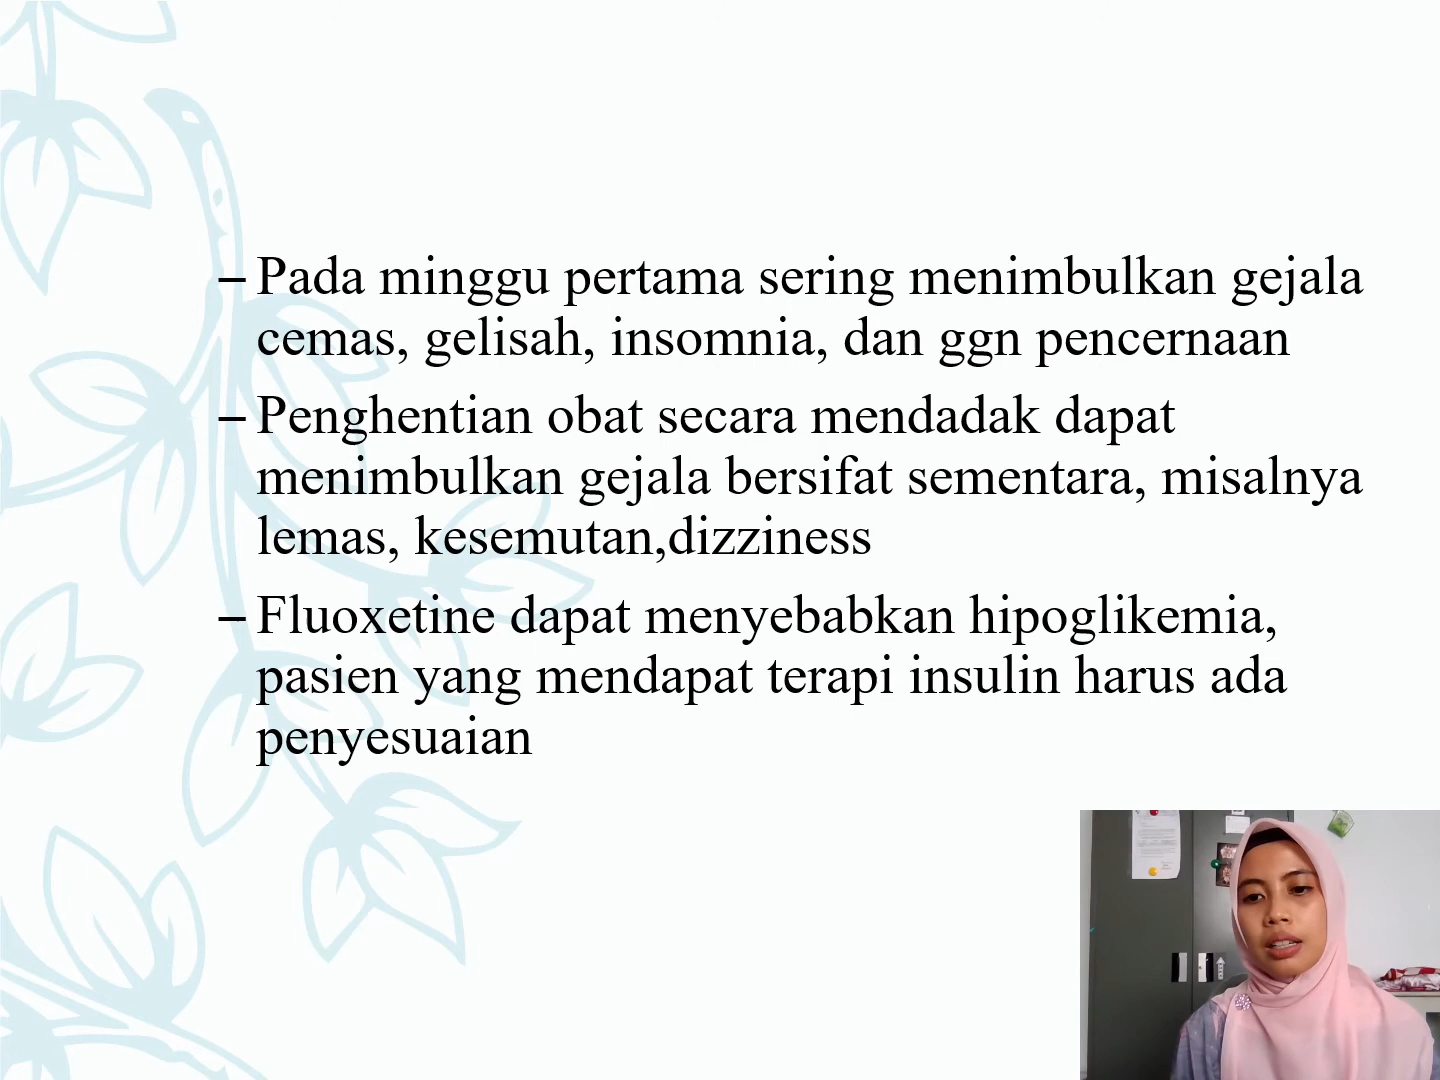 – Pada minggu pertama sering menimbulkan gejala
cemas, gelisah, insomnia, dan ggn pencernaan
– Penghentian obat secara mendadak dapat
menimbulkan gejala bersifat sementara, misalnya
lemas, kesemutan,dizziness
– Fluoxetine dapat menyebabkan hipoglikemia,
pasien yang mendapat terapi insulin harus ada
penyesuaian